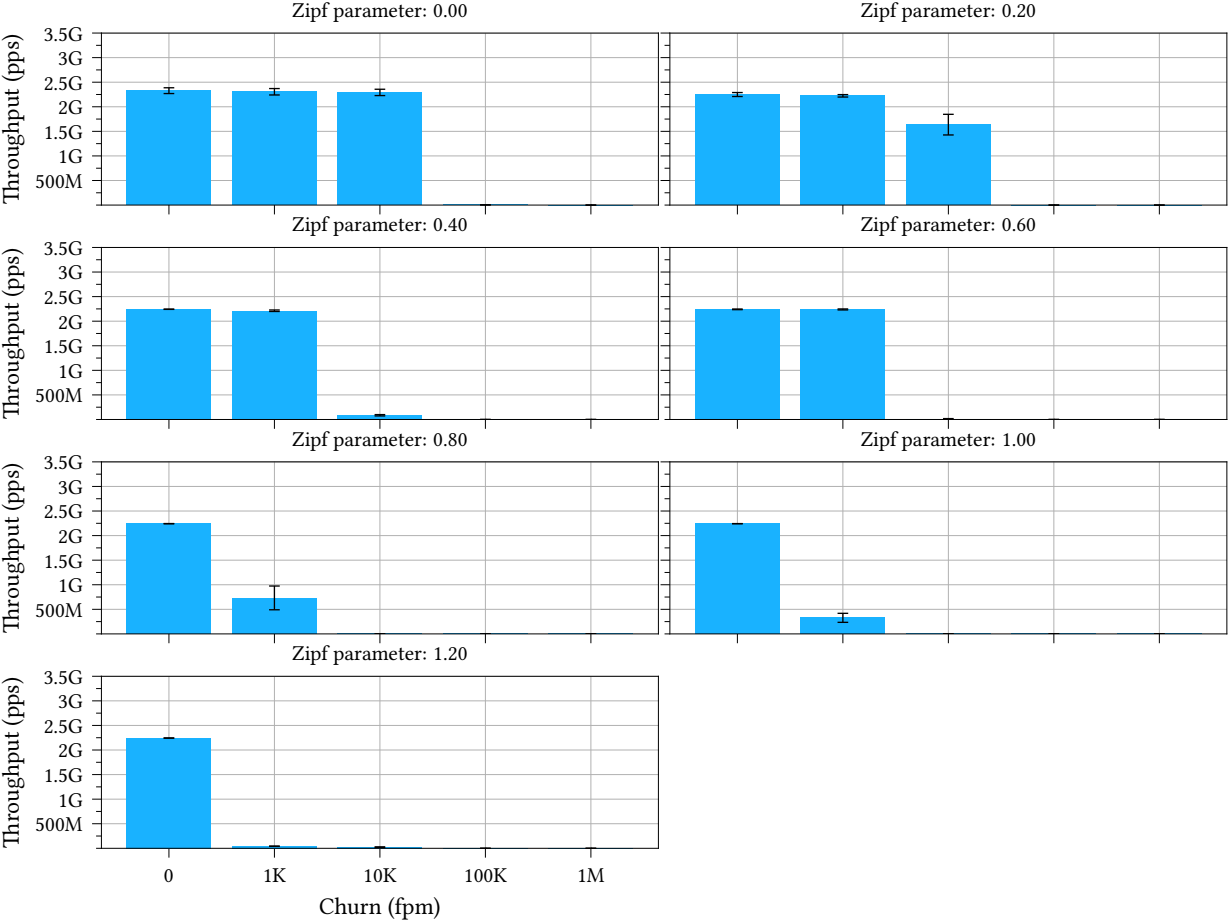 Zipf parameter: 0.00
Zipf parameter: 0.20
Throughput (pps)
3.5G
3G
2.5G
2G
1.5G
1G
500M
Zipf parameter: 0.40
Zipf parameter: 0.60
Throughput (pps)
3.5G
3G
2.5G
2G
1.5G
1G
500M
Zipf parameter: 0.80
Zipf parameter: 1.00
Throughput (pps)
3.5G
3G
2.5G
2G
1.5G
1G
500M
Zipf parameter: 1.20
Throughput (pps)
3.5G
3G
2.5G
2G
1.5G
1G
500M
0 1K 10K 100K 1M
Churn (fpm)